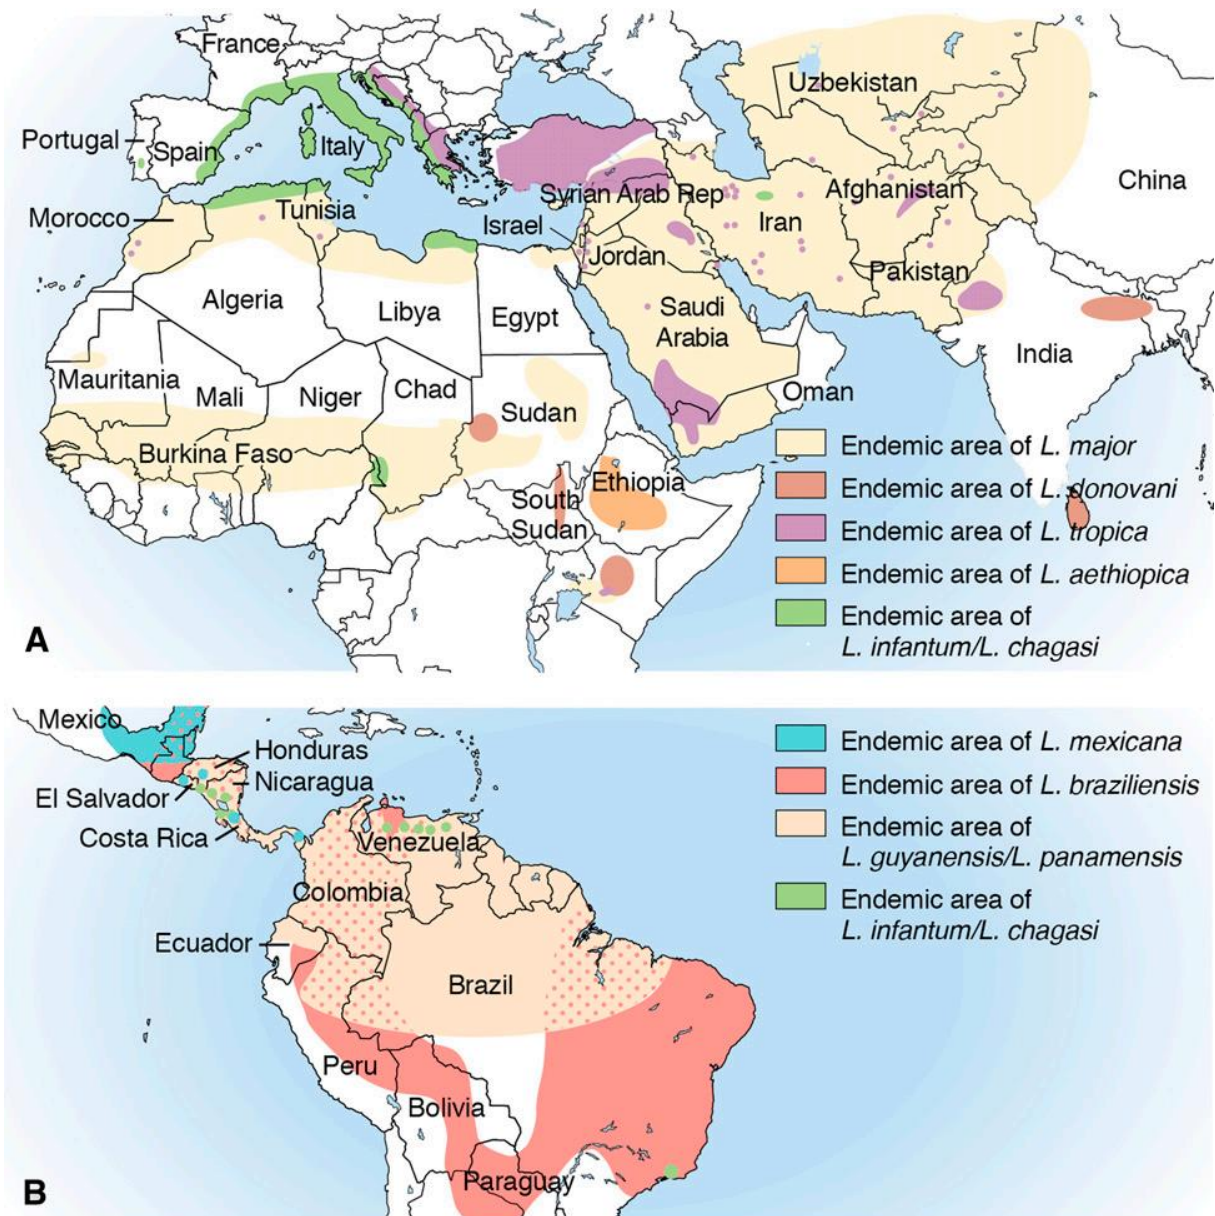 France
Uzbekistan
Portugal
Spain
Italy
China
Syrian Arab Rep
Afghanistan
Morocco
Tunisia
Israel
Iran
Jordan
Pakistan
Algeria
Libya
Egypt
Saudi
Arabia
India
Mauritania
Mali
Niger
Chad
Sudan
Oman
Burkina Faso
Ethiopia
South
Sudan
Endemic area of L. major
Endemic area of L. donovani
Endemic area of L. tropica
Endemic area of L. aethiopica
Endemic area of
L. infantum/L. chagasi
A
Mexico
Honduras
Nicaragua
El Salvador
Costa Rica
Venezuela
Colombia
Ecuador
Brazil
Peru
Bolivia
Paraguay
Endemic area of L. mexicana
Endemic area of L. braziliensis
Endemic area of
L. guyanensis/L. panamensis
Endemic area of
L. infantum/L. chagasi
B